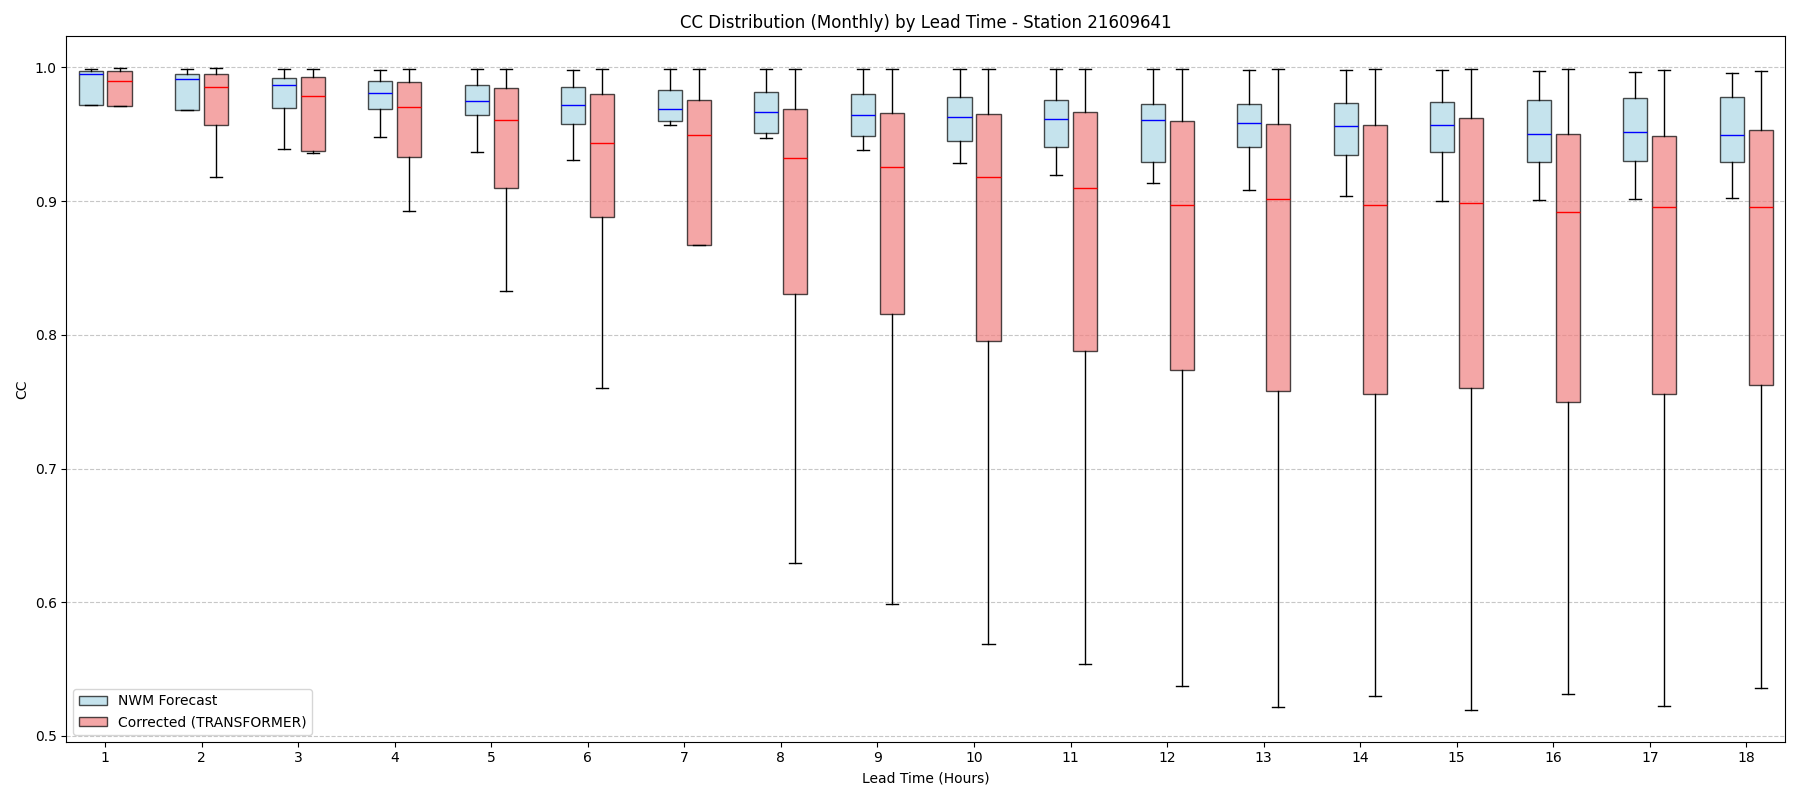 CC Distribution (Monthly) by Lead Time - Station 21609641
CC
1.0
0.9
0.8
0.7
0.6
0.5
NWM Forecast
Corrected (TRANSFORMER)
1 2 3 4 5 6 7 8 9 10 11 12 13 14 15 16 17 18
Lead Time (Hours)